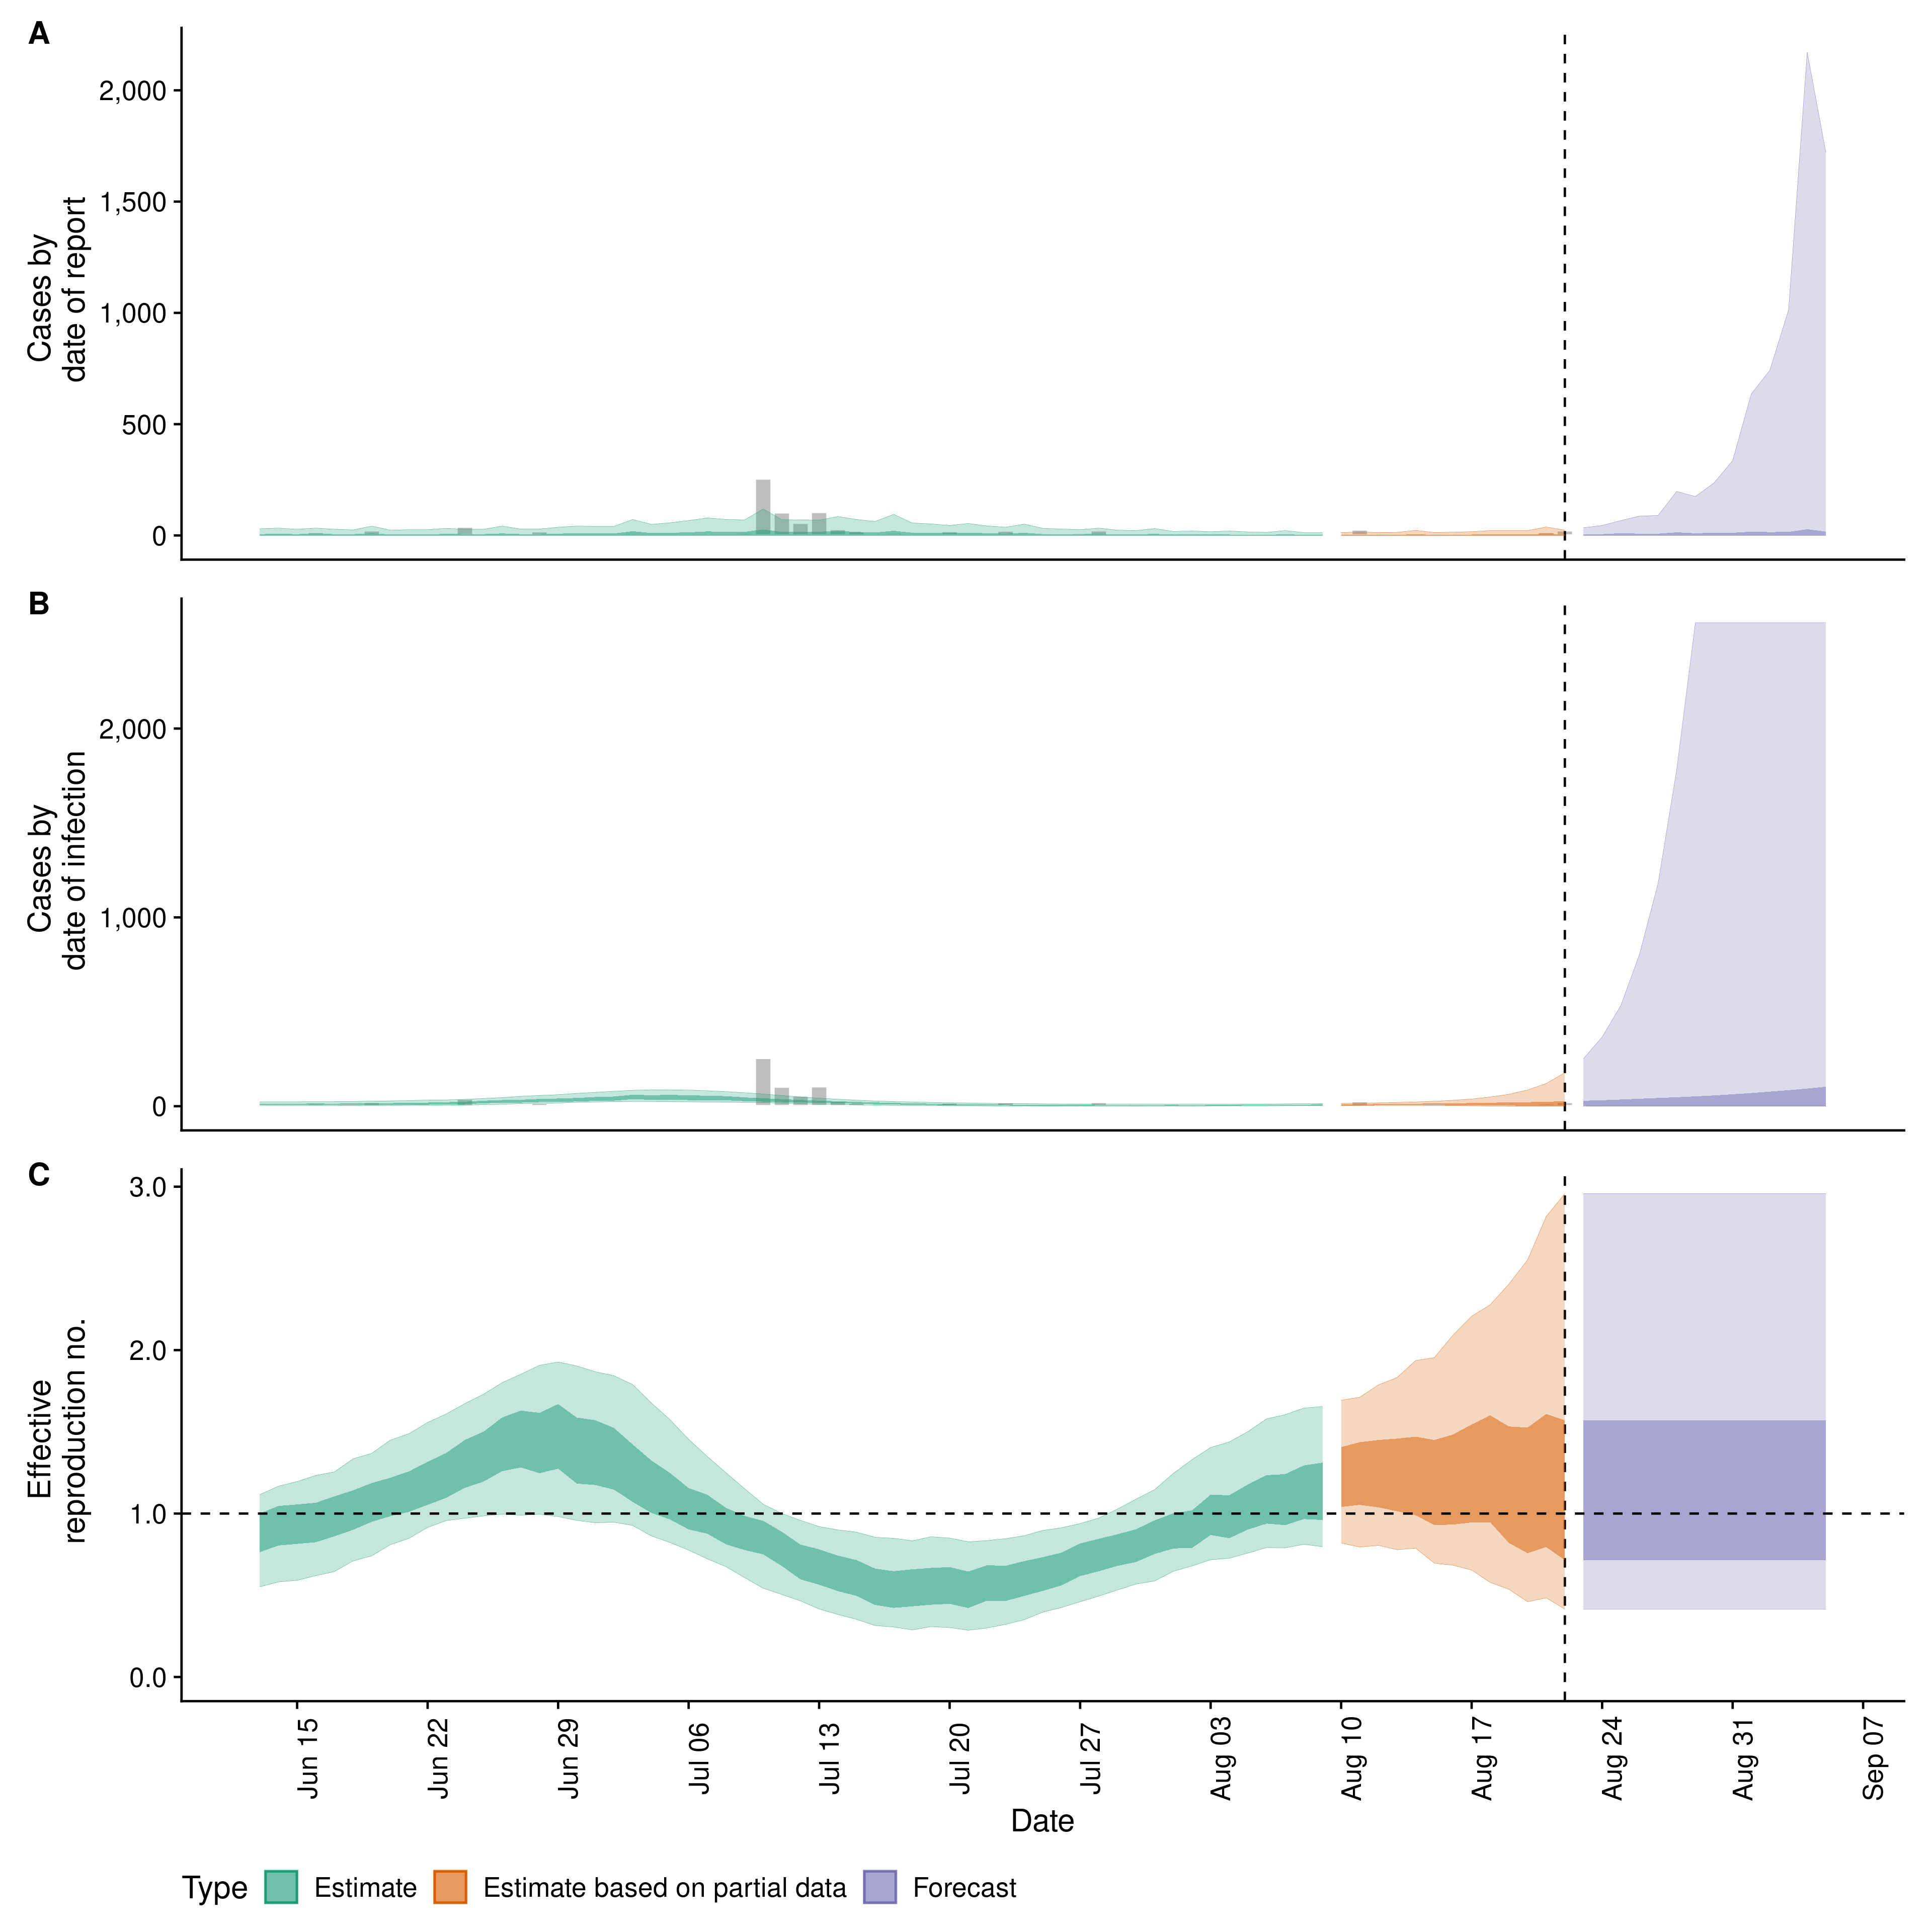 A
Cases by
date of report
2,000
1,500
1,000
500
0
B
Cases by
date of infection
2,000
1,000
0
C
Effective
reproduction no.
3.0
2.0
1.0
0.0
Jun 15
Jun 22
Jun 29
Jul 06
Jul 13
Jul 20
Jul 27
Aug 03
Aug 10
Aug 17
Aug 24
Aug 31
Sep 07
Date
Type Estimate Estimate based on partial data Forecast